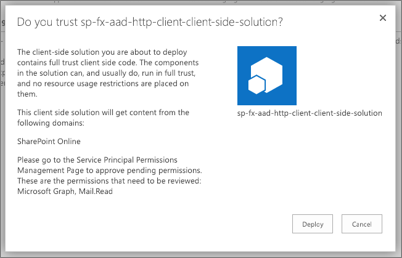 Do you trust sp-fx-aad-http-client-client-side-solution?
The client-side solution you are about to deploy
contains full trust client side code. The components
in the solution can, and usually do, run in full trust,
and no resource usage restrictions are placed on
them.
This client side solution will get content from the
following domains:
SharePoint Online
Please go to the Service Principal Permissions
Management Page to approve pending permissions.
These are the permissions that need to be reviewed:
Microsoft Graph, Mail.Read
sp-fx-aad-http-client-client-side-solution
Deploy
Cancel